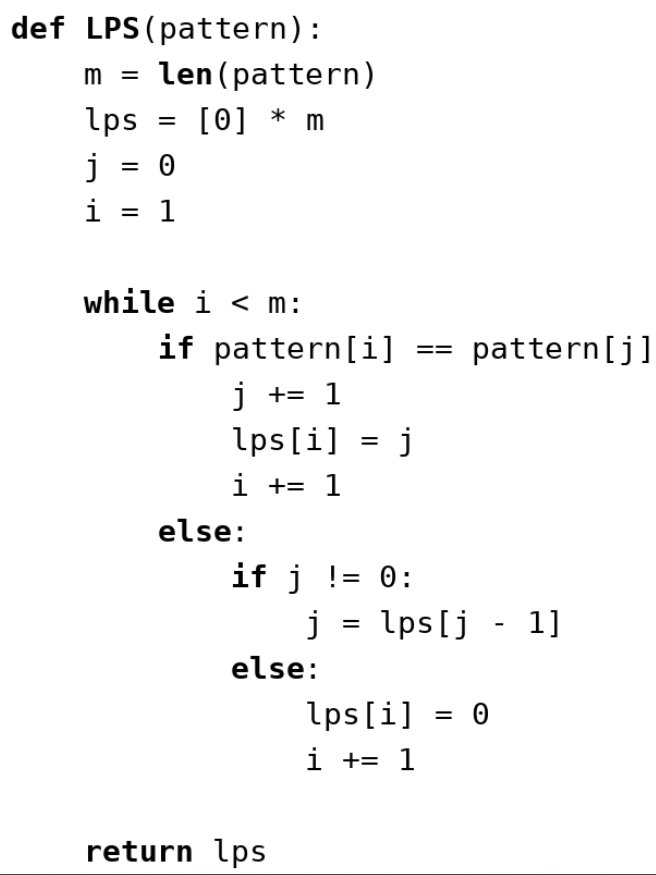 def LPS(pattern):
    m = len(pattern)
    lps = [0] * m
    j = 0
    i = 1

    while i < m:
        if pattern[i] == pattern[j]
            j += 1
            lps[i] = j
            i += 1
        else:
            if j != 0:
                j = lps[j - 1]
            else:
                lps[i] = 0
                i += 1

    return lps